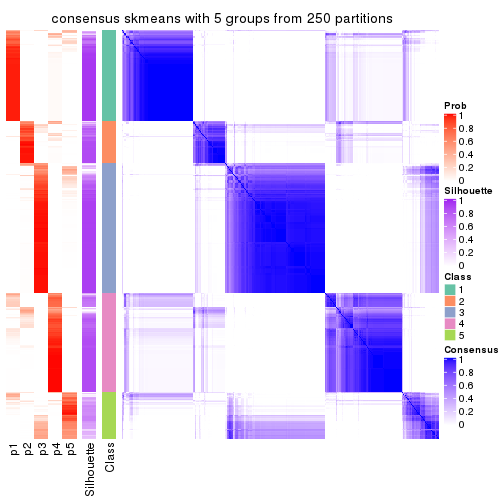 consensus skmeans with 5 groups from 250 partitions
Prob
1
0.8
0.6
0.4
0.2
0
Silhouette
1
0.8
0.6
0.4
0.2
0
Class
1
2
3
4
5
Consensus
1
0.8
0.6
0.4
0.2
0
p1
p2
p3
p4
p5
Silhouette
Class